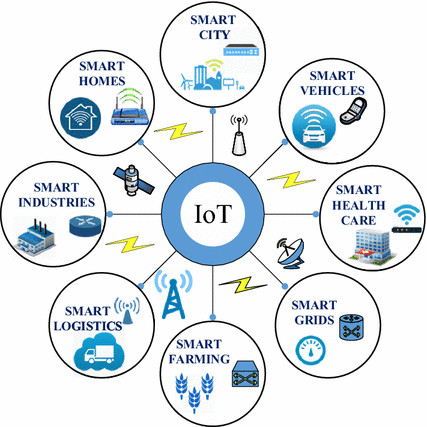 SMART
CITY
SMART
HOMES
SMART
VEHICLES
SMART
INDUSTRIES
IoT
SMART
HEALTH
CARE
SMART
LOGISTICS
SMART
GRIDS
SMART
FARMING